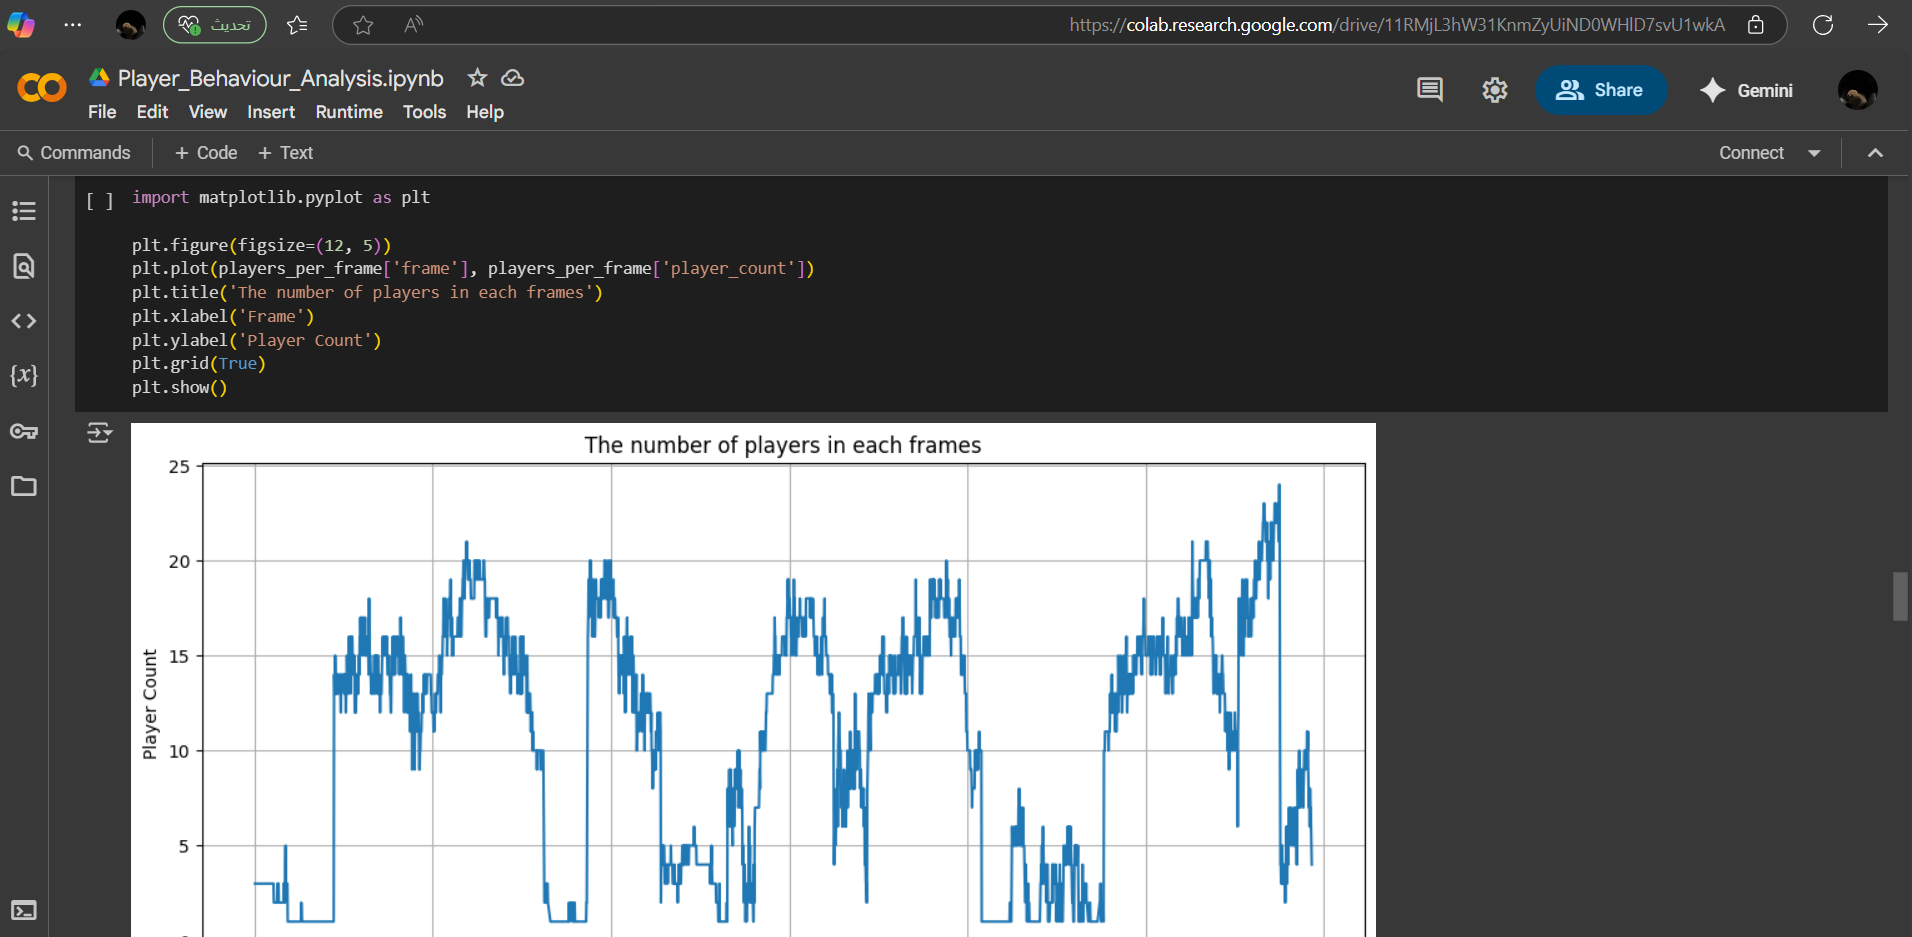 تحديث
https://colab.research.google.com/drive/11RMjL3hW31KnmZyUiND0WHlD7svU1wkA
Player_Behaviour_Analysis.ipynb
File Edit View Insert Runtime Tools Help
Share
Gemini
Commands + Code + Text
Connect
[ ] import matplotlib.pyplot as plt
plt.figure(figsize=(12, 5))
plt.plot(players_per_frame['frame'], players_per_frame['player_count'])
plt.title('The number of players in each frames')
plt.xlabel('Frame')
plt.ylabel('Player Count')
plt.grid(True)
plt.show()
The number of players in each frames
25
20
15
10
5
Player Count